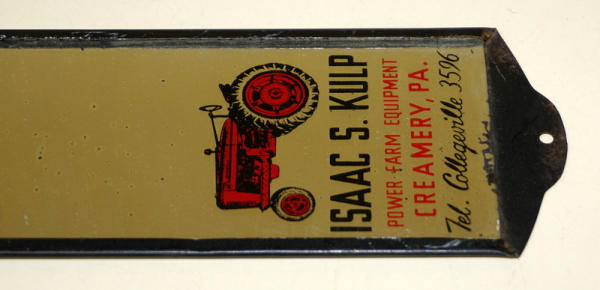 ISAAC S. KULP
POWER FARM EQUIPMENT
CREAMERY, PA.
Tel. Collegeville 3596